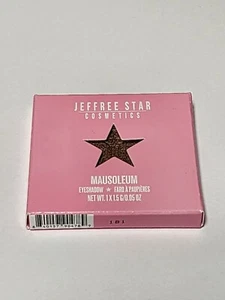 JEFFREE STAR
COSMETICS
MAUSOLEUM
EYESHADOW ★ FARD À PAUPIÈRES
NET WT. 1 X 1.5 G/0.05 OZ.